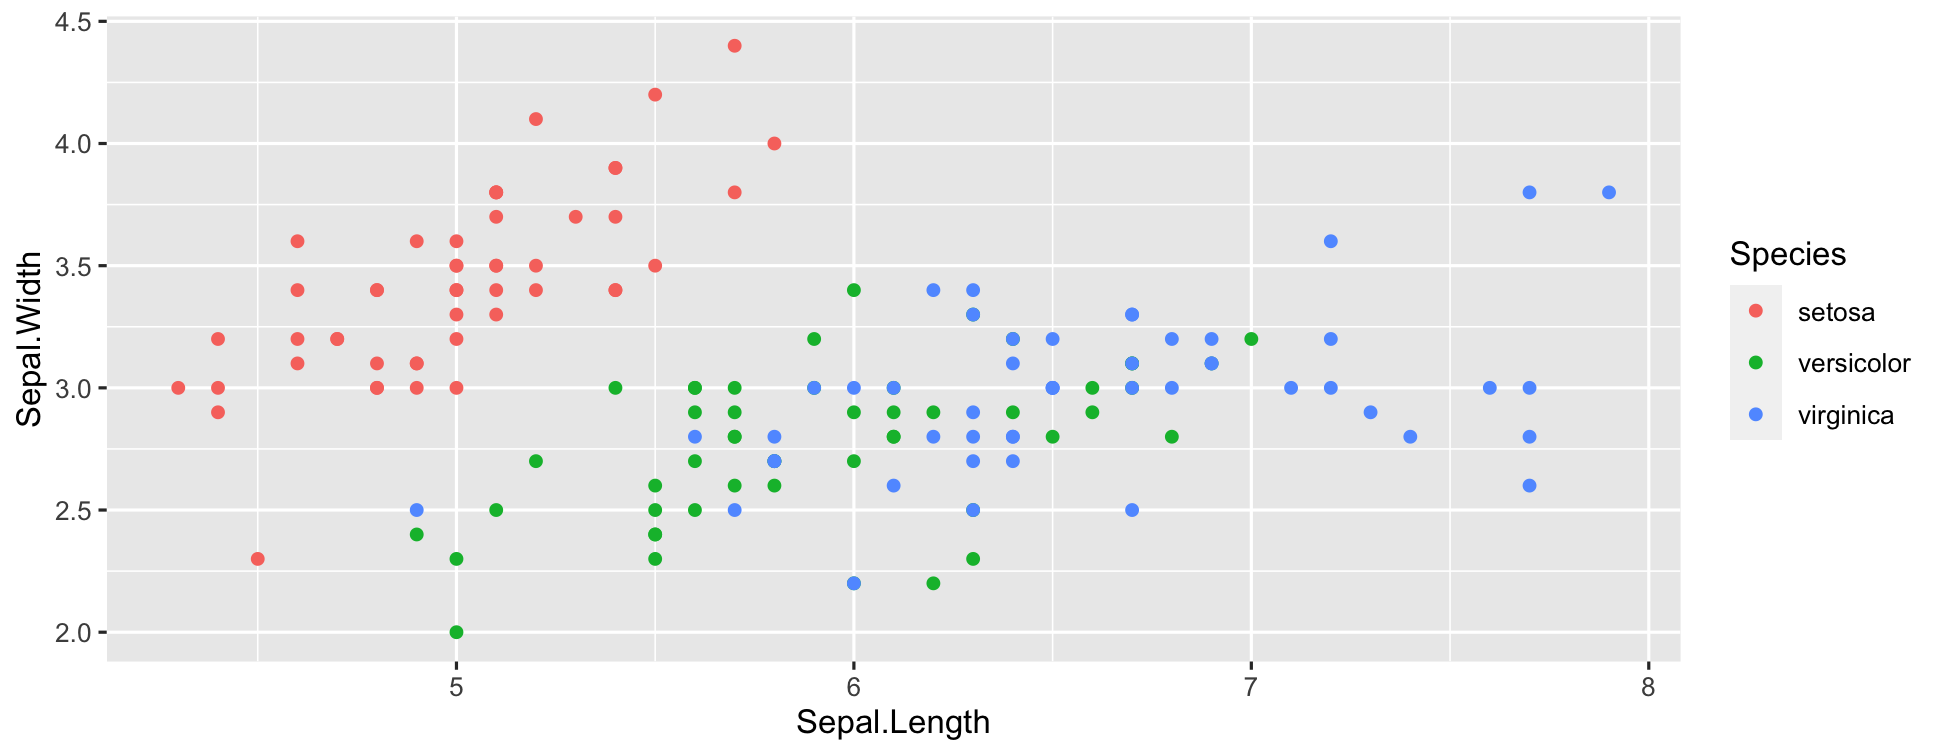 4.5
4.0
3.5
3.0
2.5
2.0
Sepal.Width
5 6 7 8
Sepal.Length
Species
setosa
versicolor
virginica